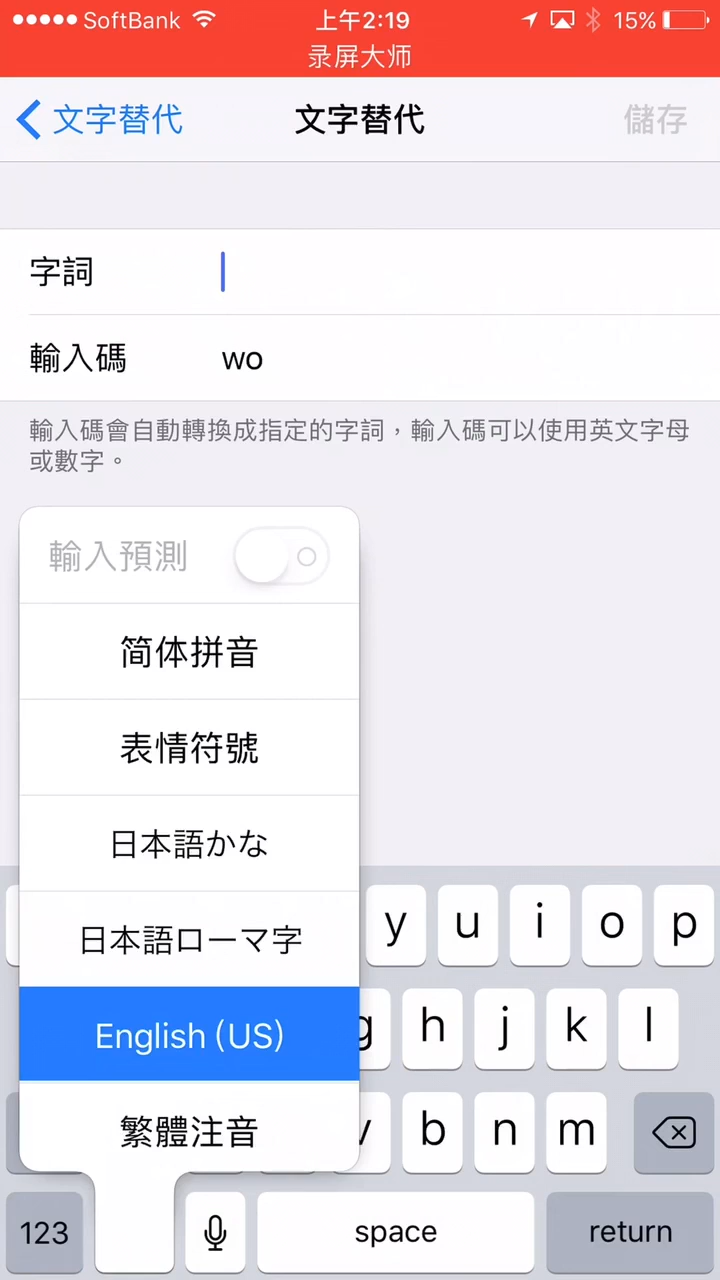 SoftBank 上午2:19 15%
录屏大师
文字替代 文字替代 儲存
字詞
輸入碼 wo
輸入碼會自動轉換成指定的字詞，輸入碼可以使用英文字母
或數字。
輸入預測
简体拼音
表情符號
日本語かな
日本語ローマ字
English (US)
繁體注音
y u i o p
g h j k l
v b n m
123 space return